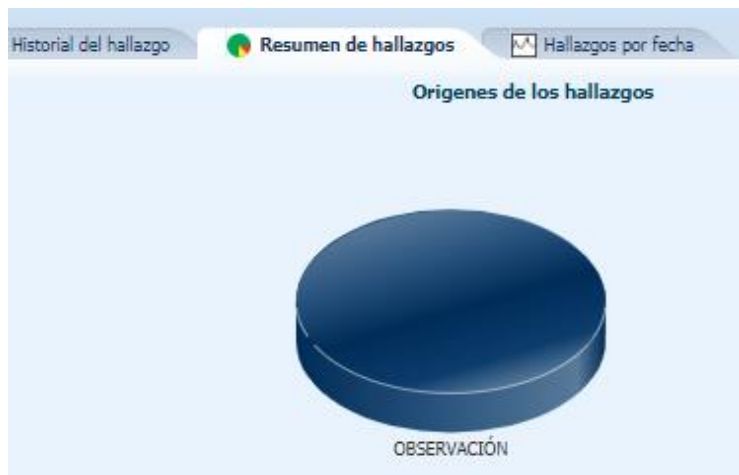 Historial del hallazgo
Resumen de hallazgos
Hallazgos por fecha
Origenes de los hallazgos
OBSERVACIÓN